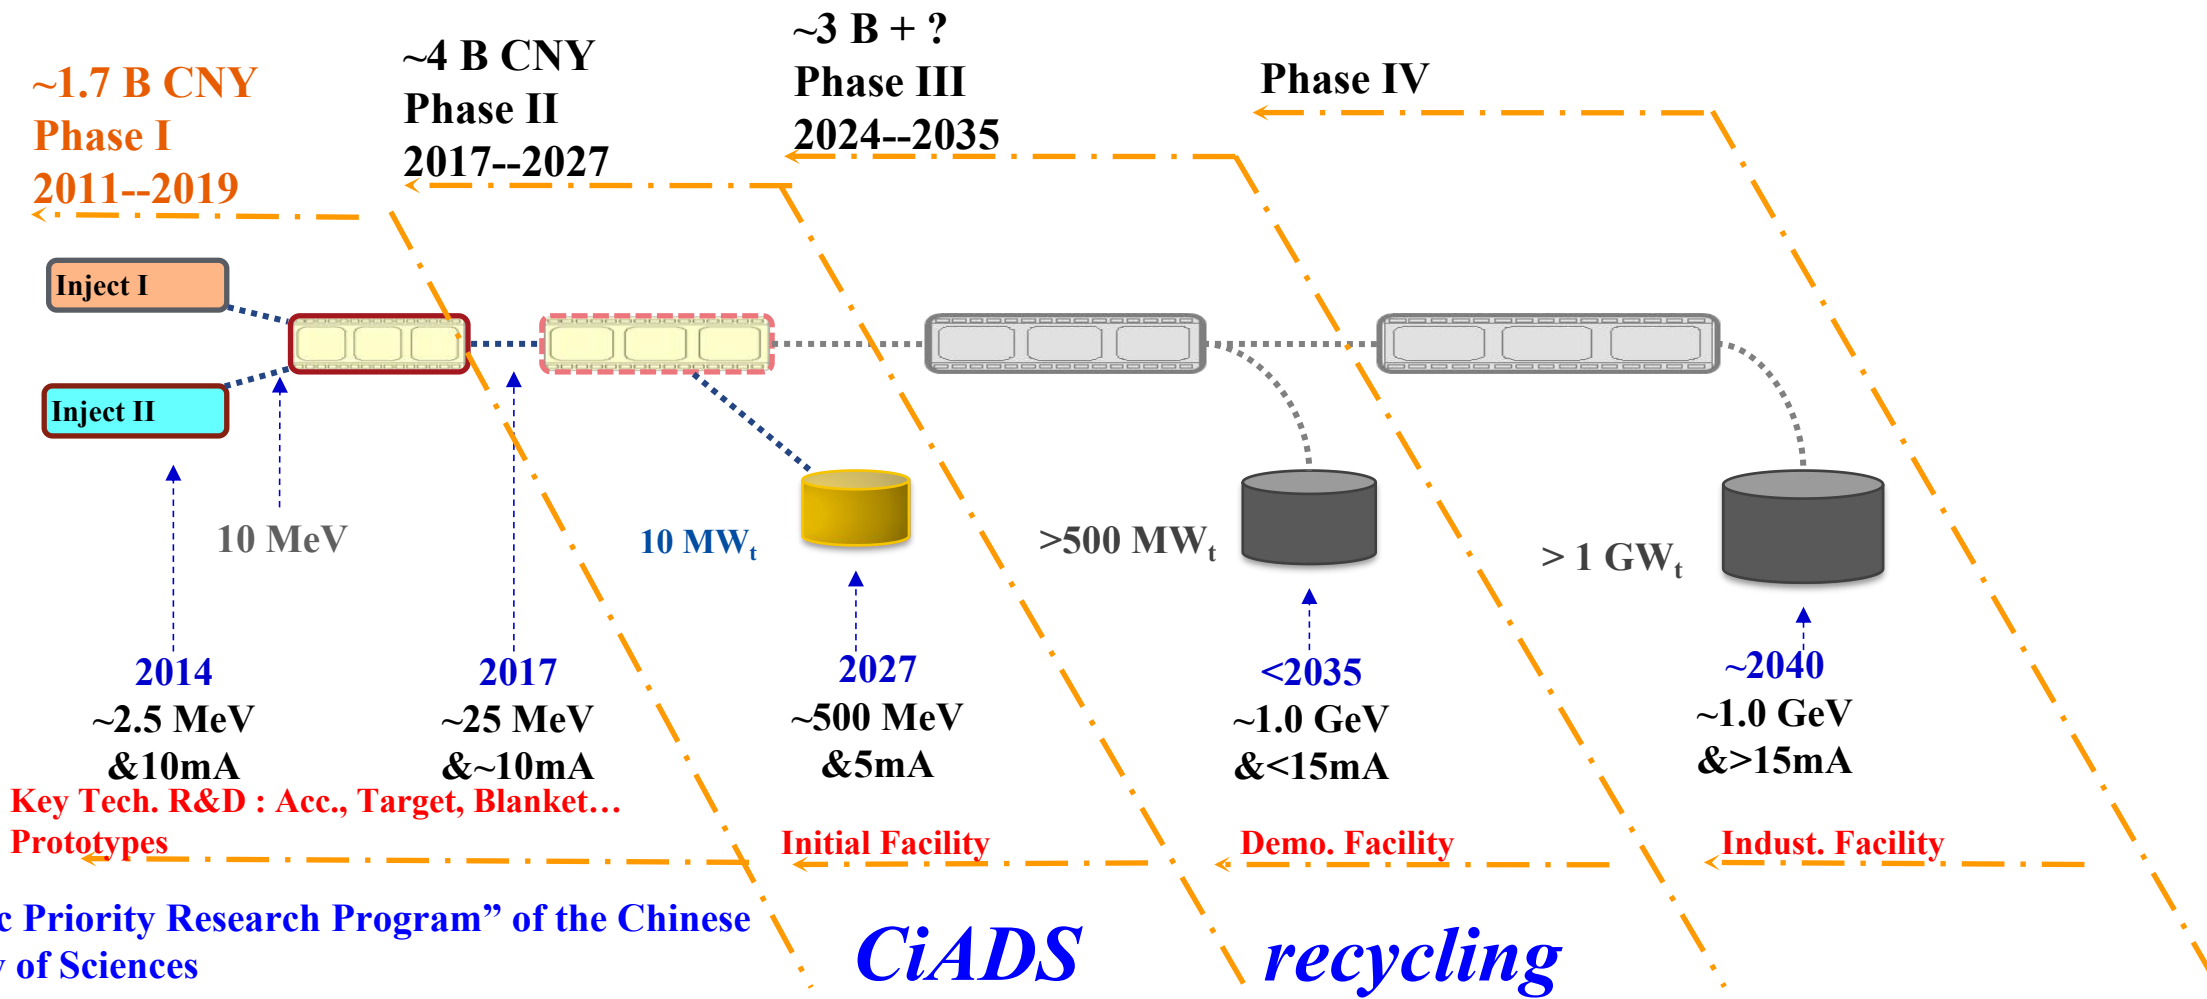 ~1.7 B CNY
Phase I
2011--2019
~4 B CNY
Phase II
2017--2027
~3 B + ?
Phase III
2024--2035
Phase IV
Inject I
Inject II
10 MeV
10 MWt
>500 MWt
> 1 GWt
2014
~2.5 MeV
&10mA
2017
~25 MeV
&~10mA
2027
~500 MeV
&5mA
<2035
~1.0 GeV
&<15mA
~2040
~1.0 GeV
&>15mA
Key Tech. R&D : Acc., Target, Blanket…
Prototypes
Initial Facility
Demo. Facility
Indust. Facility
Priority Research Program” of the Chinese
of Sciences
CiADS
recycling